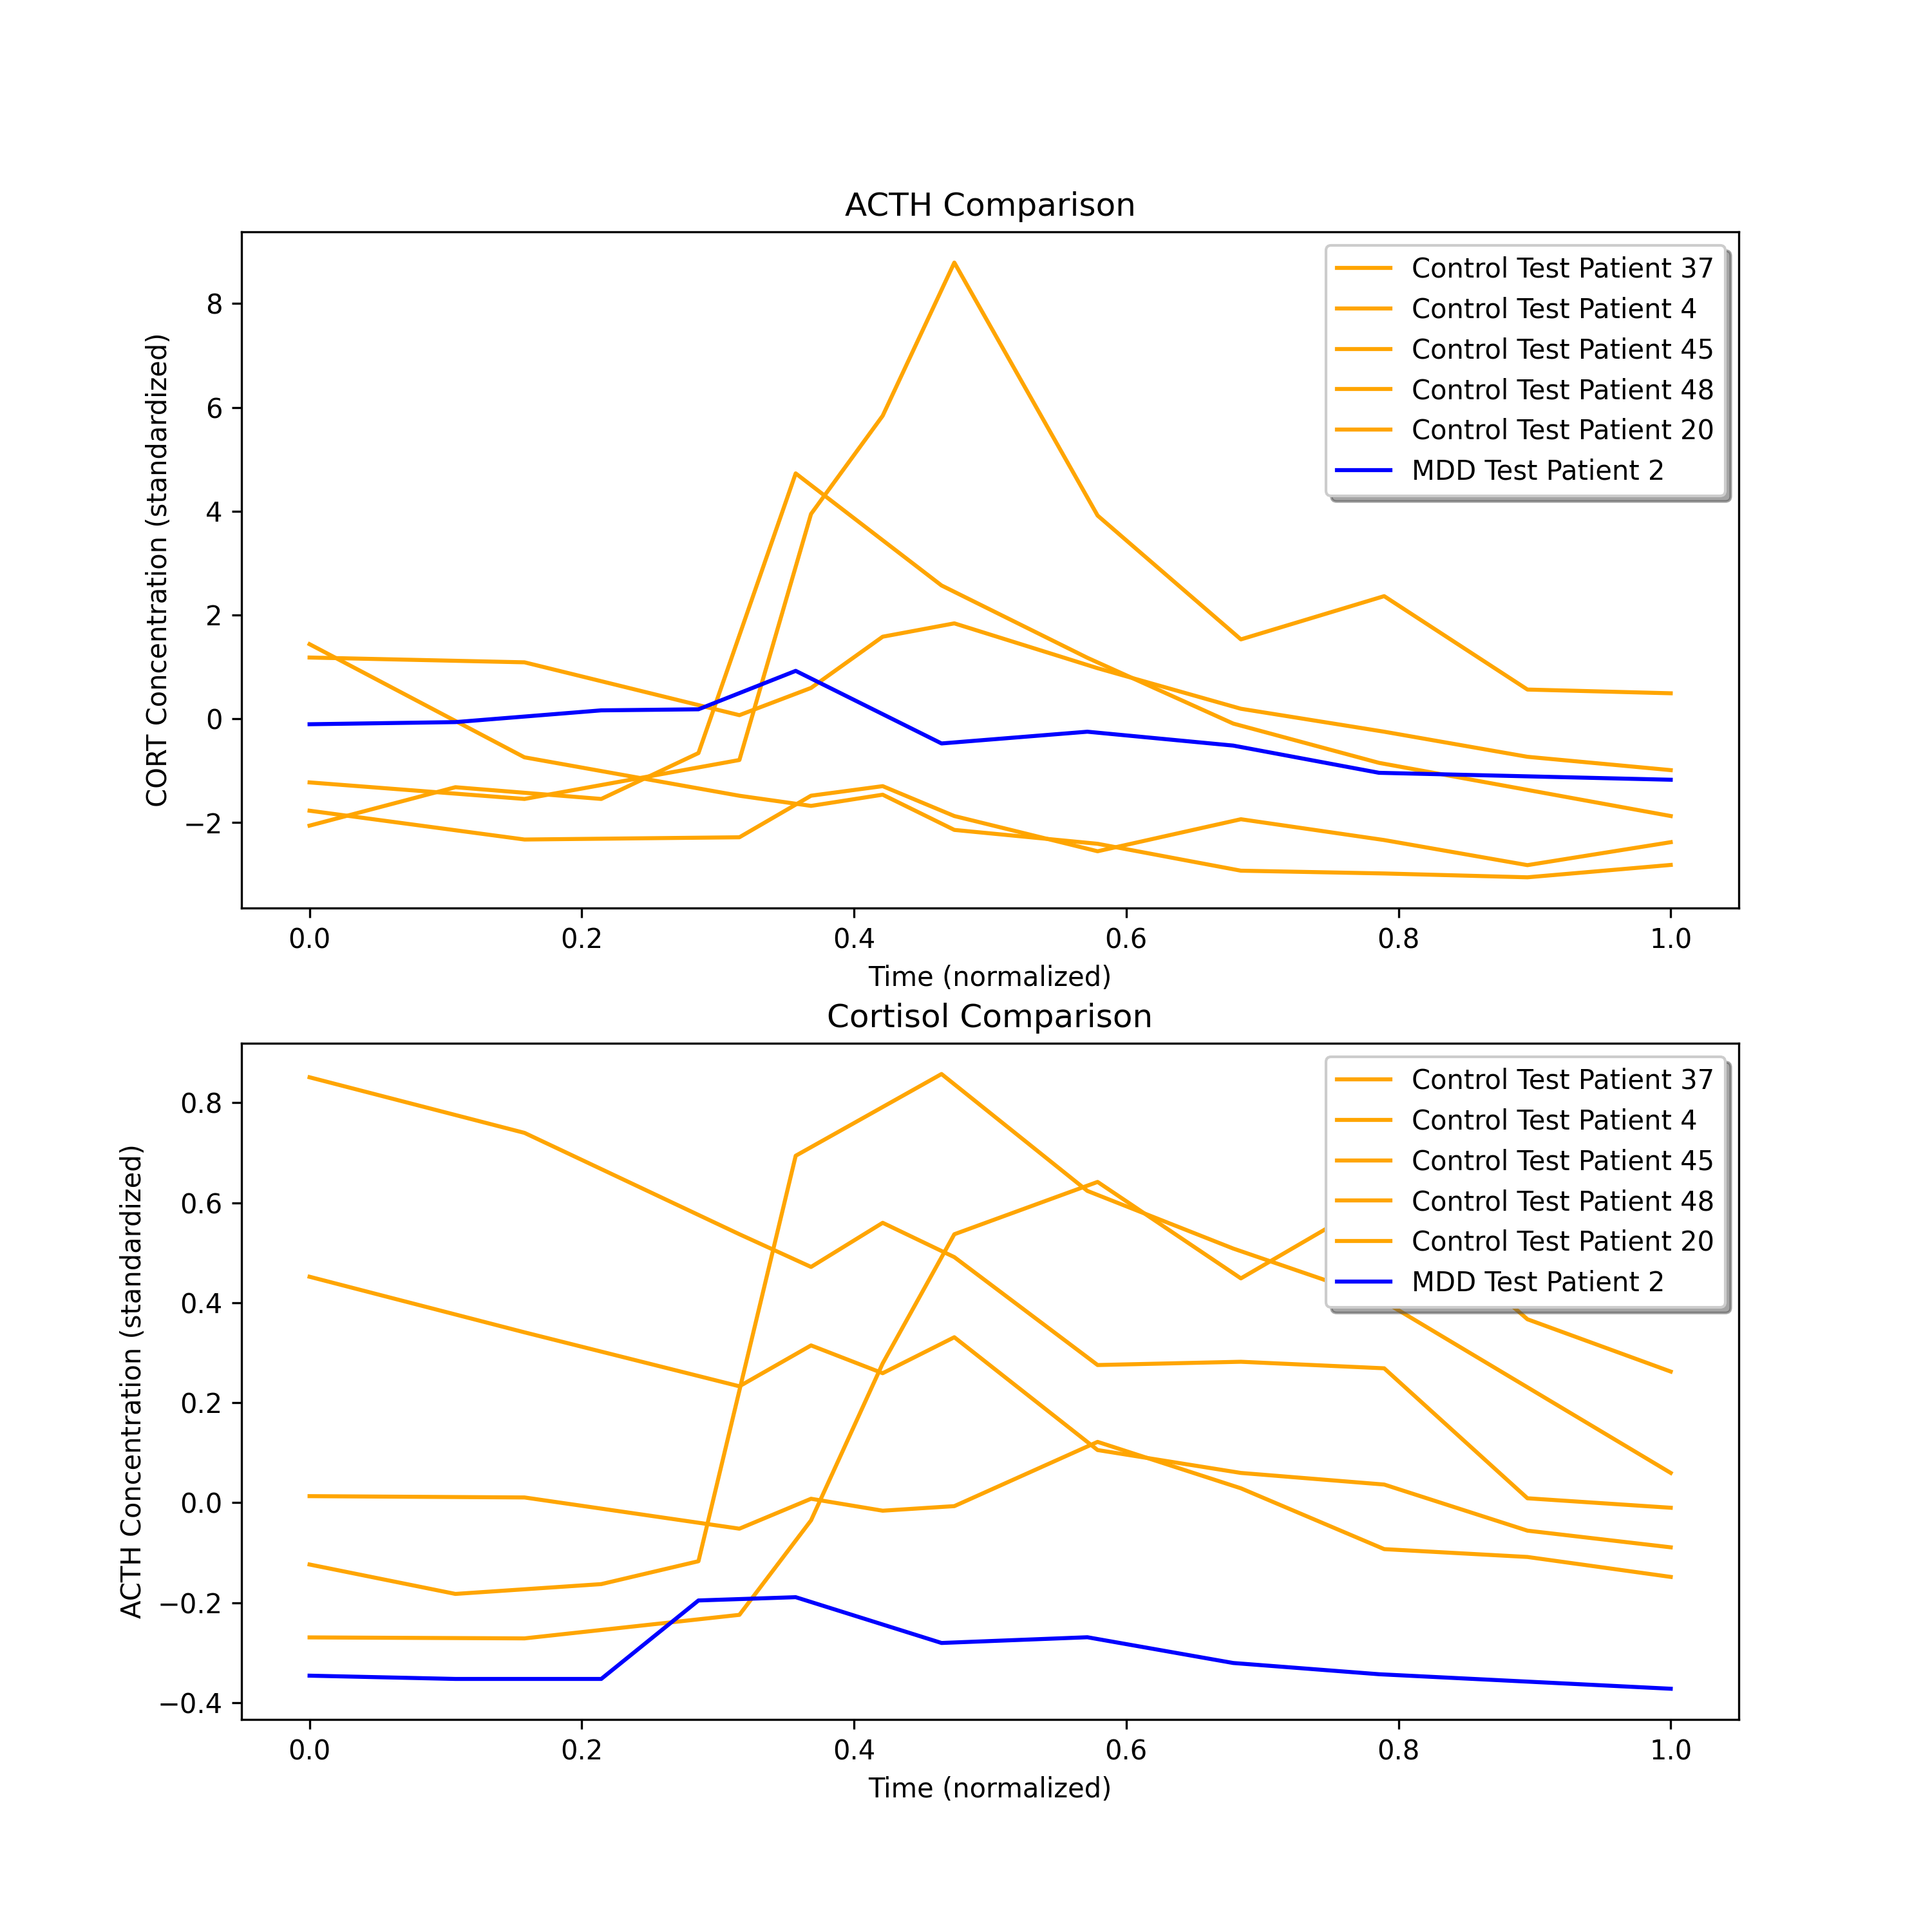 ACTH Comparison
CORT Concentration (standardized)
8
6
4
2
0
−2
Control Test Patient 37
Control Test Patient 4
Control Test Patient 45
Control Test Patient 48
Control Test Patient 20
MDD Test Patient 2
0.0 0.2 0.4 0.6 0.8 1.0
Time (normalized)
Cortisol Comparison
ACTH Concentration (standardized)
0.8
0.6
0.4
0.2
0.0
−0.2
−0.4
Control Test Patient 37
Control Test Patient 4
Control Test Patient 45
Control Test Patient 48
Control Test Patient 20
MDD Test Patient 2
0.0 0.2 0.4 0.6 0.8 1.0
Time (normalized)